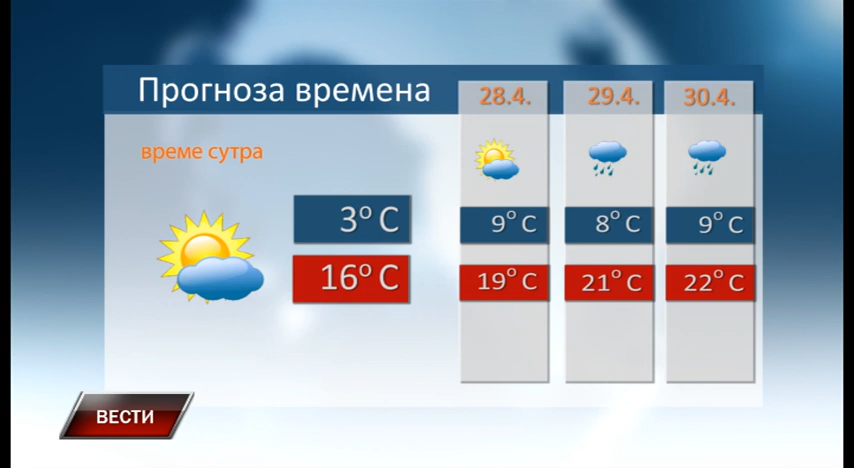 Прогноза времена
28.4. 29.4. 30.4.
време сутра
3° C 9° C 8° C 9° C
16° C 19° C 21° C 22° C
ВЕСТИ